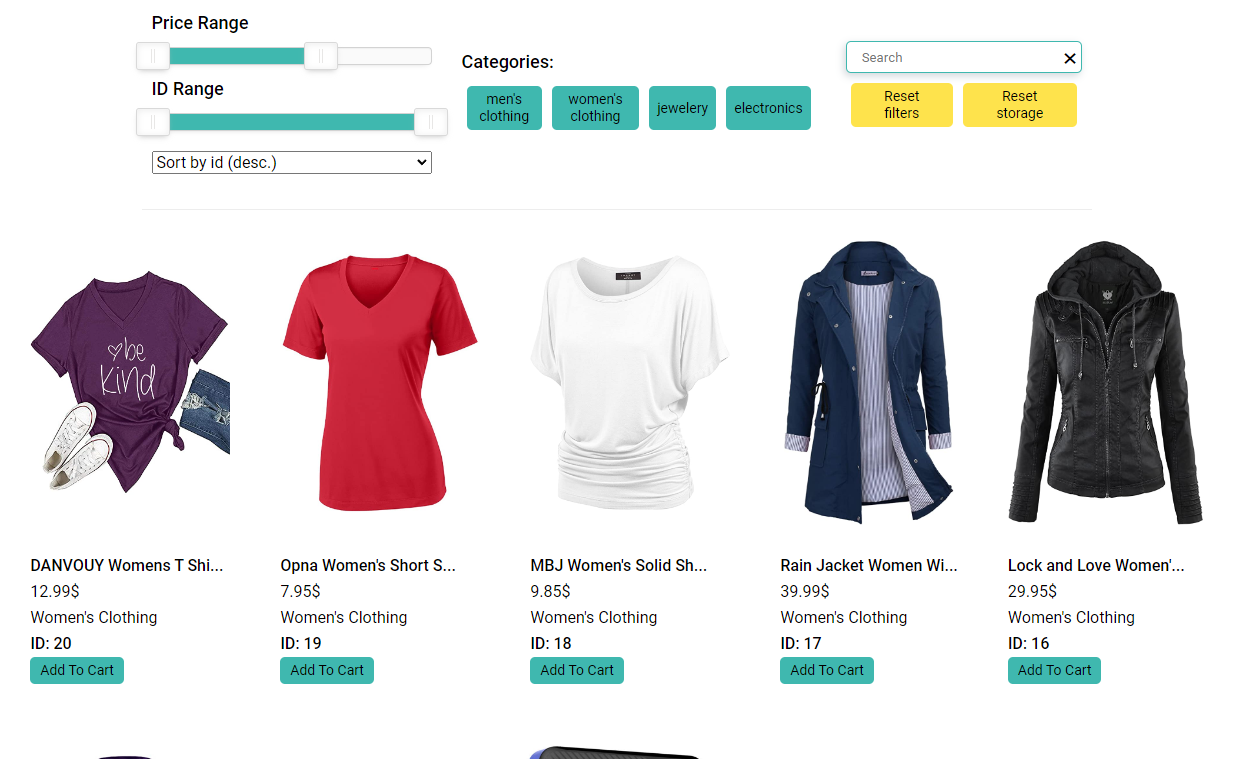 Price Range
ID Range
Sort by id (desc.)
Categories:
men's
clothing
women's
clothing
jewelery
electronics
Search
Reset
filters
Reset
storage
be
Kind
DANVOUY Womens T Shi...
12.99$
Women's Clothing
ID: 20
Add To Cart
Opna Women's Short S...
7.95$
Women's Clothing
ID: 19
Add To Cart
MBJ Women's Solid Sh...
9.85$
Women's Clothing
ID: 18
Add To Cart
Rain Jacket Women Wi...
39.99$
Women's Clothing
ID: 17
Add To Cart
Lock and Love Women'...
29.95$
Women's Clothing
ID: 16
Add To Cart